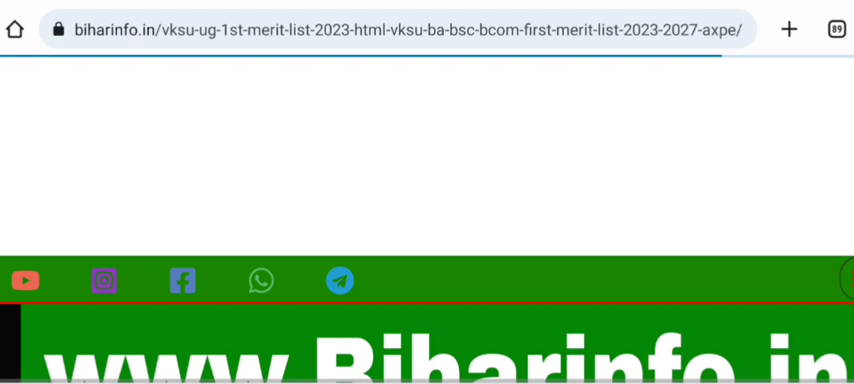 biharinfo.in/vksu-ug-1st-merit-list-2023-html-vksu-ba-bsc-bcom-first-merit-list-2023-2027-axpe/
89
www.Biharinfo.in